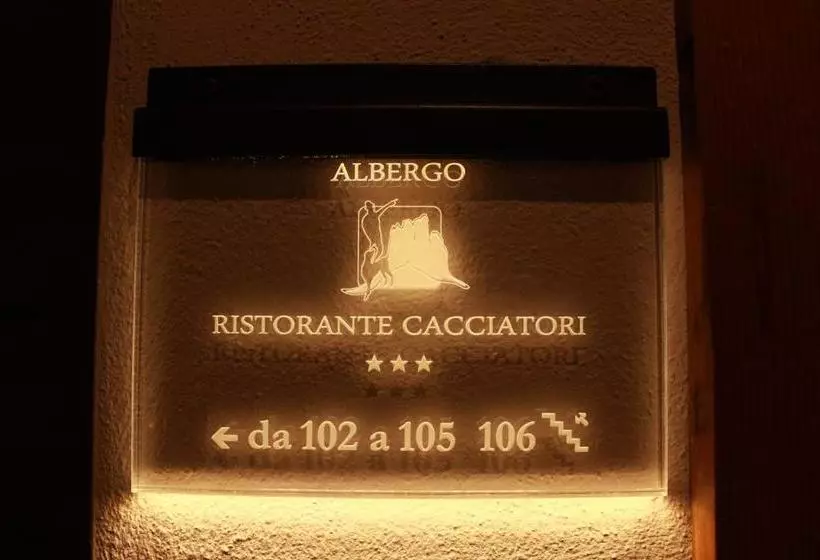 ALBERGO
RISTORANTE CACCIATORI
★★★
← da 102 a 105 106